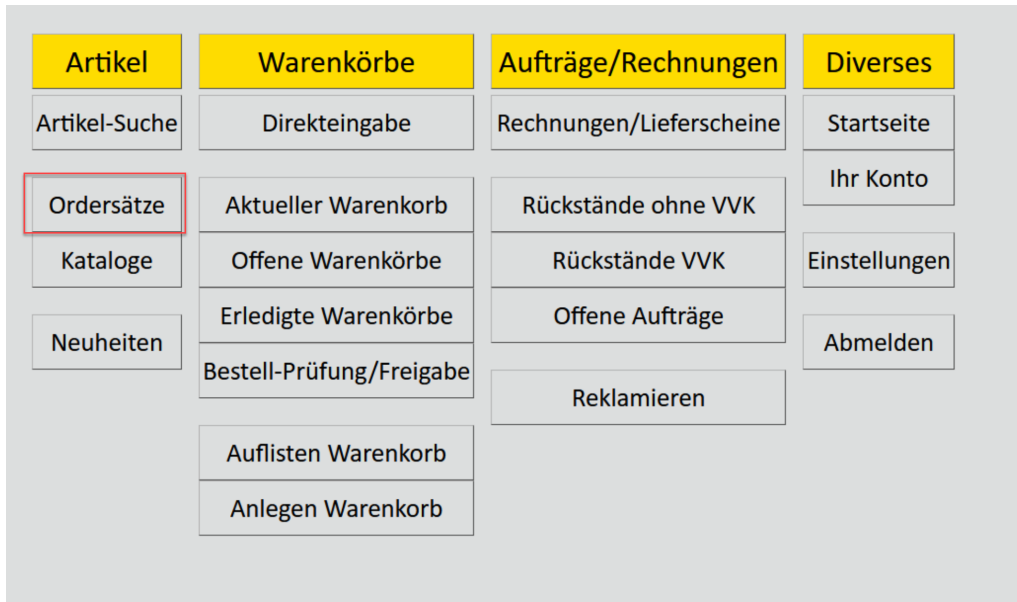 Artikel
Artikel-Suche
Ordersätze
Kataloge
Neuheiten
Warenkörbe
Direkteingabe
Aktueller Warenkorb
Offene Warenkörbe
Erledigte Warenkörbe
Bestell-Prüfung/Freigabe
Auflisten Warenkorb
Anlegen Warenkorb
Aufträge/Rechnungen
Rechnungen/Lieferscheine
Rückstände ohne VVK
Rückstände VVK
Offene Aufträge
Reklamieren
Diverses
Startseite
Ihr Konto
Einstellungen
Abmelden